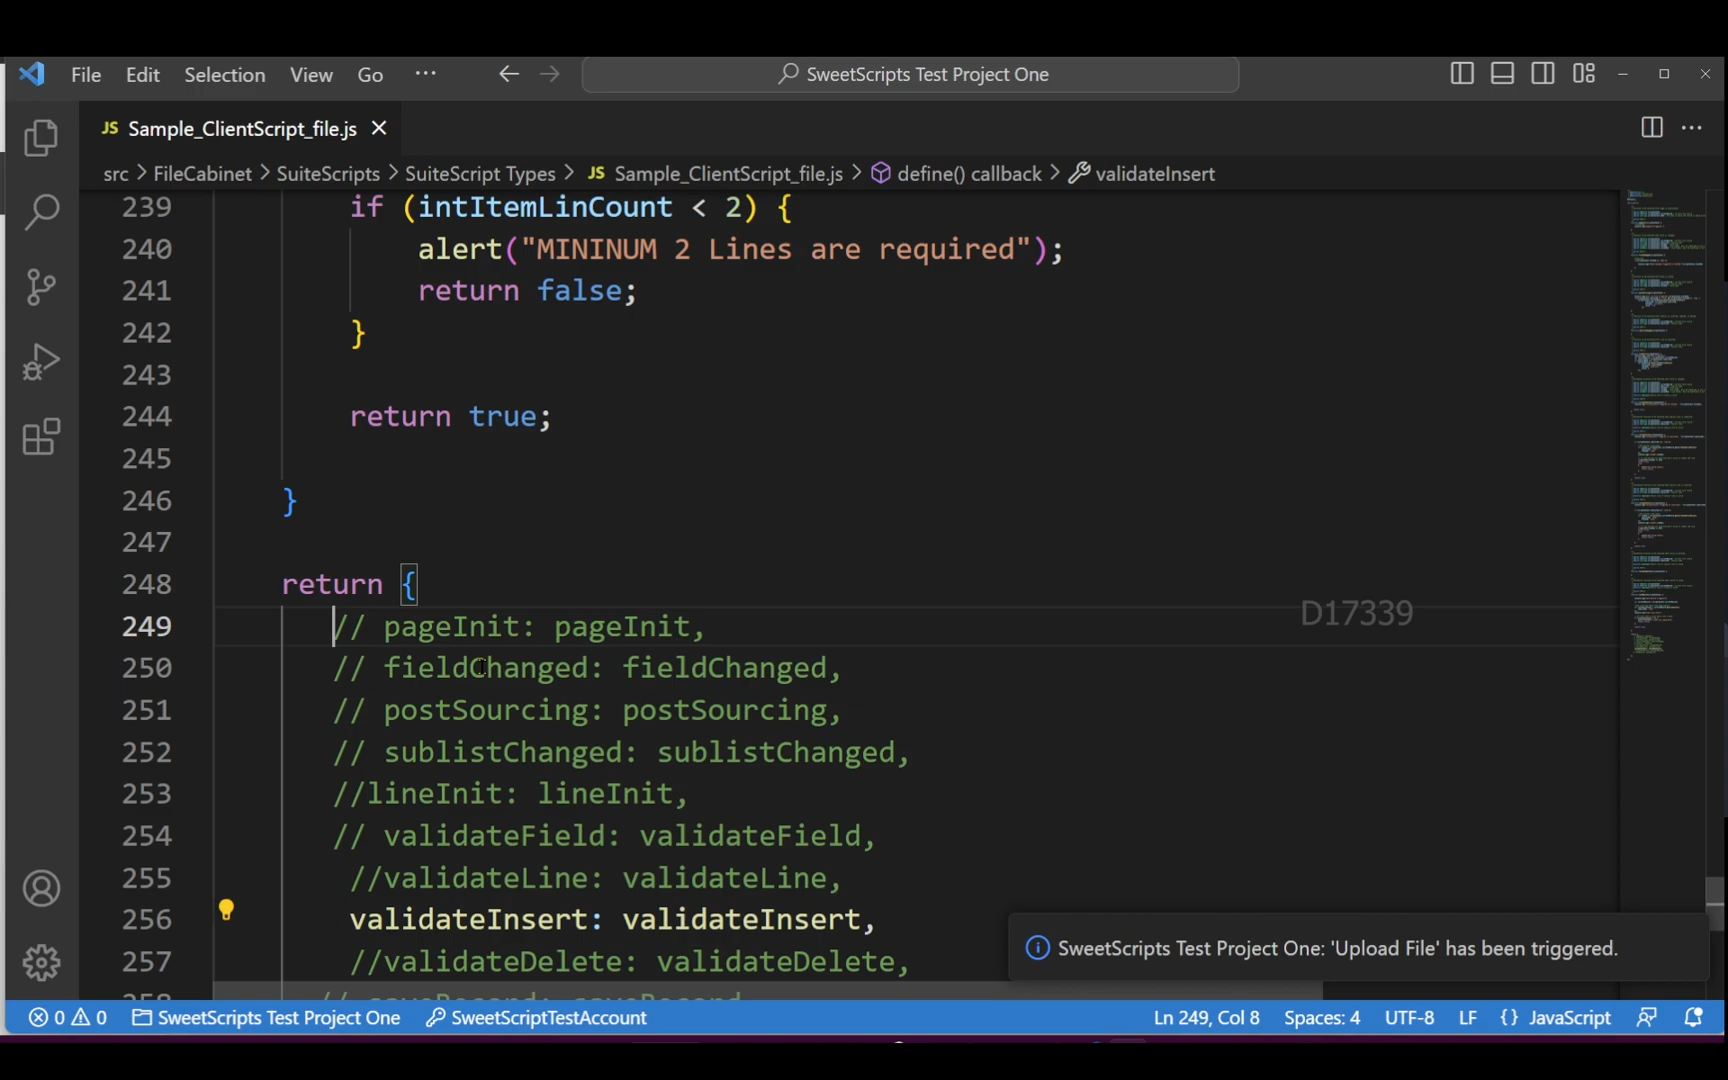 File Edit Selection View Go ··· SweetScripts Test Project One
JS Sample_ClientScript_file.js
src > FileCabinet > SuiteScripts > SuiteScript Types > JS Sample_ClientScript_file.js > define() callback > validateInsert
239 if (intItemLinCount < 2) {
240 alert("MININUM 2 Lines are required");
241 return false;
242 }
243
244 return true;
245
246 }
247
248 return {
249 // pageInit: pageInit,
D17339
250 // fieldChanged: fieldChanged,
251 // postSourcing: postSourcing,
252 // sublistChanged: sublistChanged,
253 //lineInit: lineInit,
254 // validateField: validateField,
255 //validateLine: validateLine,
256 validateInsert: validateInsert,
257 //validateDelete: validateDelete,
SweetScripts Test Project One: 'Upload File' has been triggered.
258 // saveRecord: saveRecord
0 0 SweetScripts Test Project One SweetScriptTestAccount Ln 249, Col 8 Spaces: 4 UTF-8 LF {} JavaScript